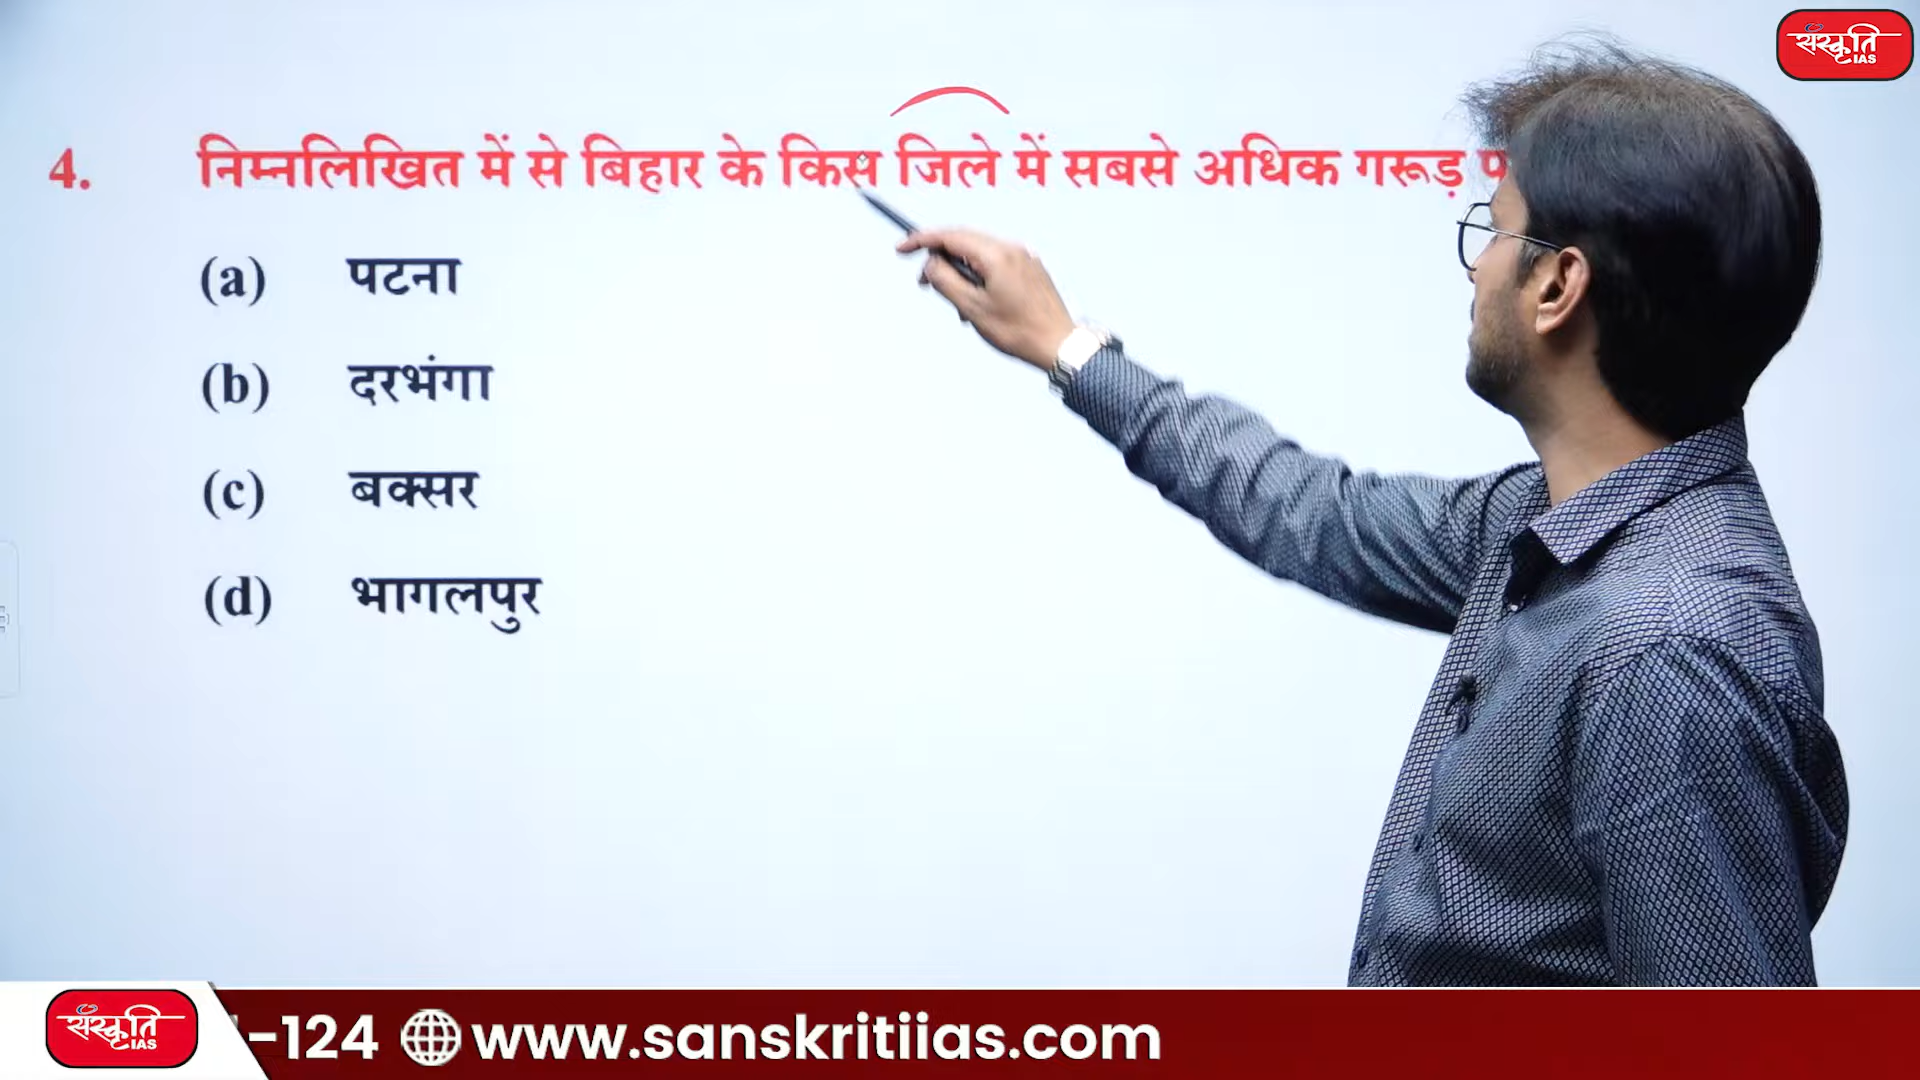 संस्कृति
IAS
4. निम्नलिखित में से बिहार के किस जिले में सबसे अधिक गरूड़
(a) पटना
(b) दरभंगा
(c) बक्सर
(d) भागलपुर
संस्कृति
IAS
-124 www.sanskritiias.com